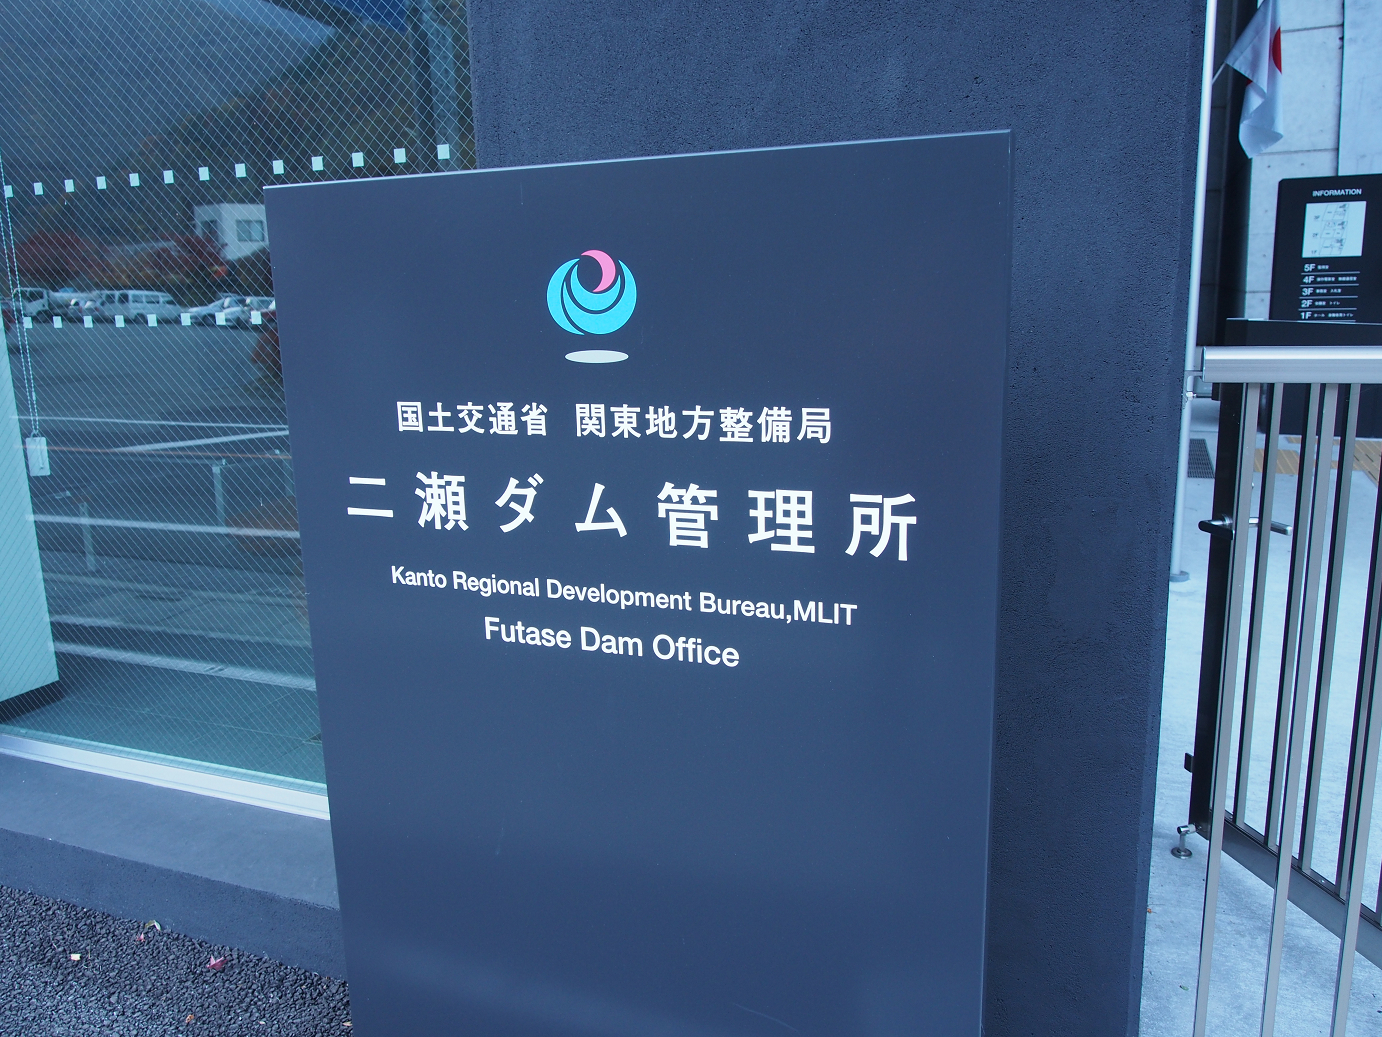 国土交通省 関東地方整備局
二瀬ダム管理所
Kanto Regional Development Bureau,MLIT
Futase Dam Office
INFORMATION
5F
4F
3F
2F
1F